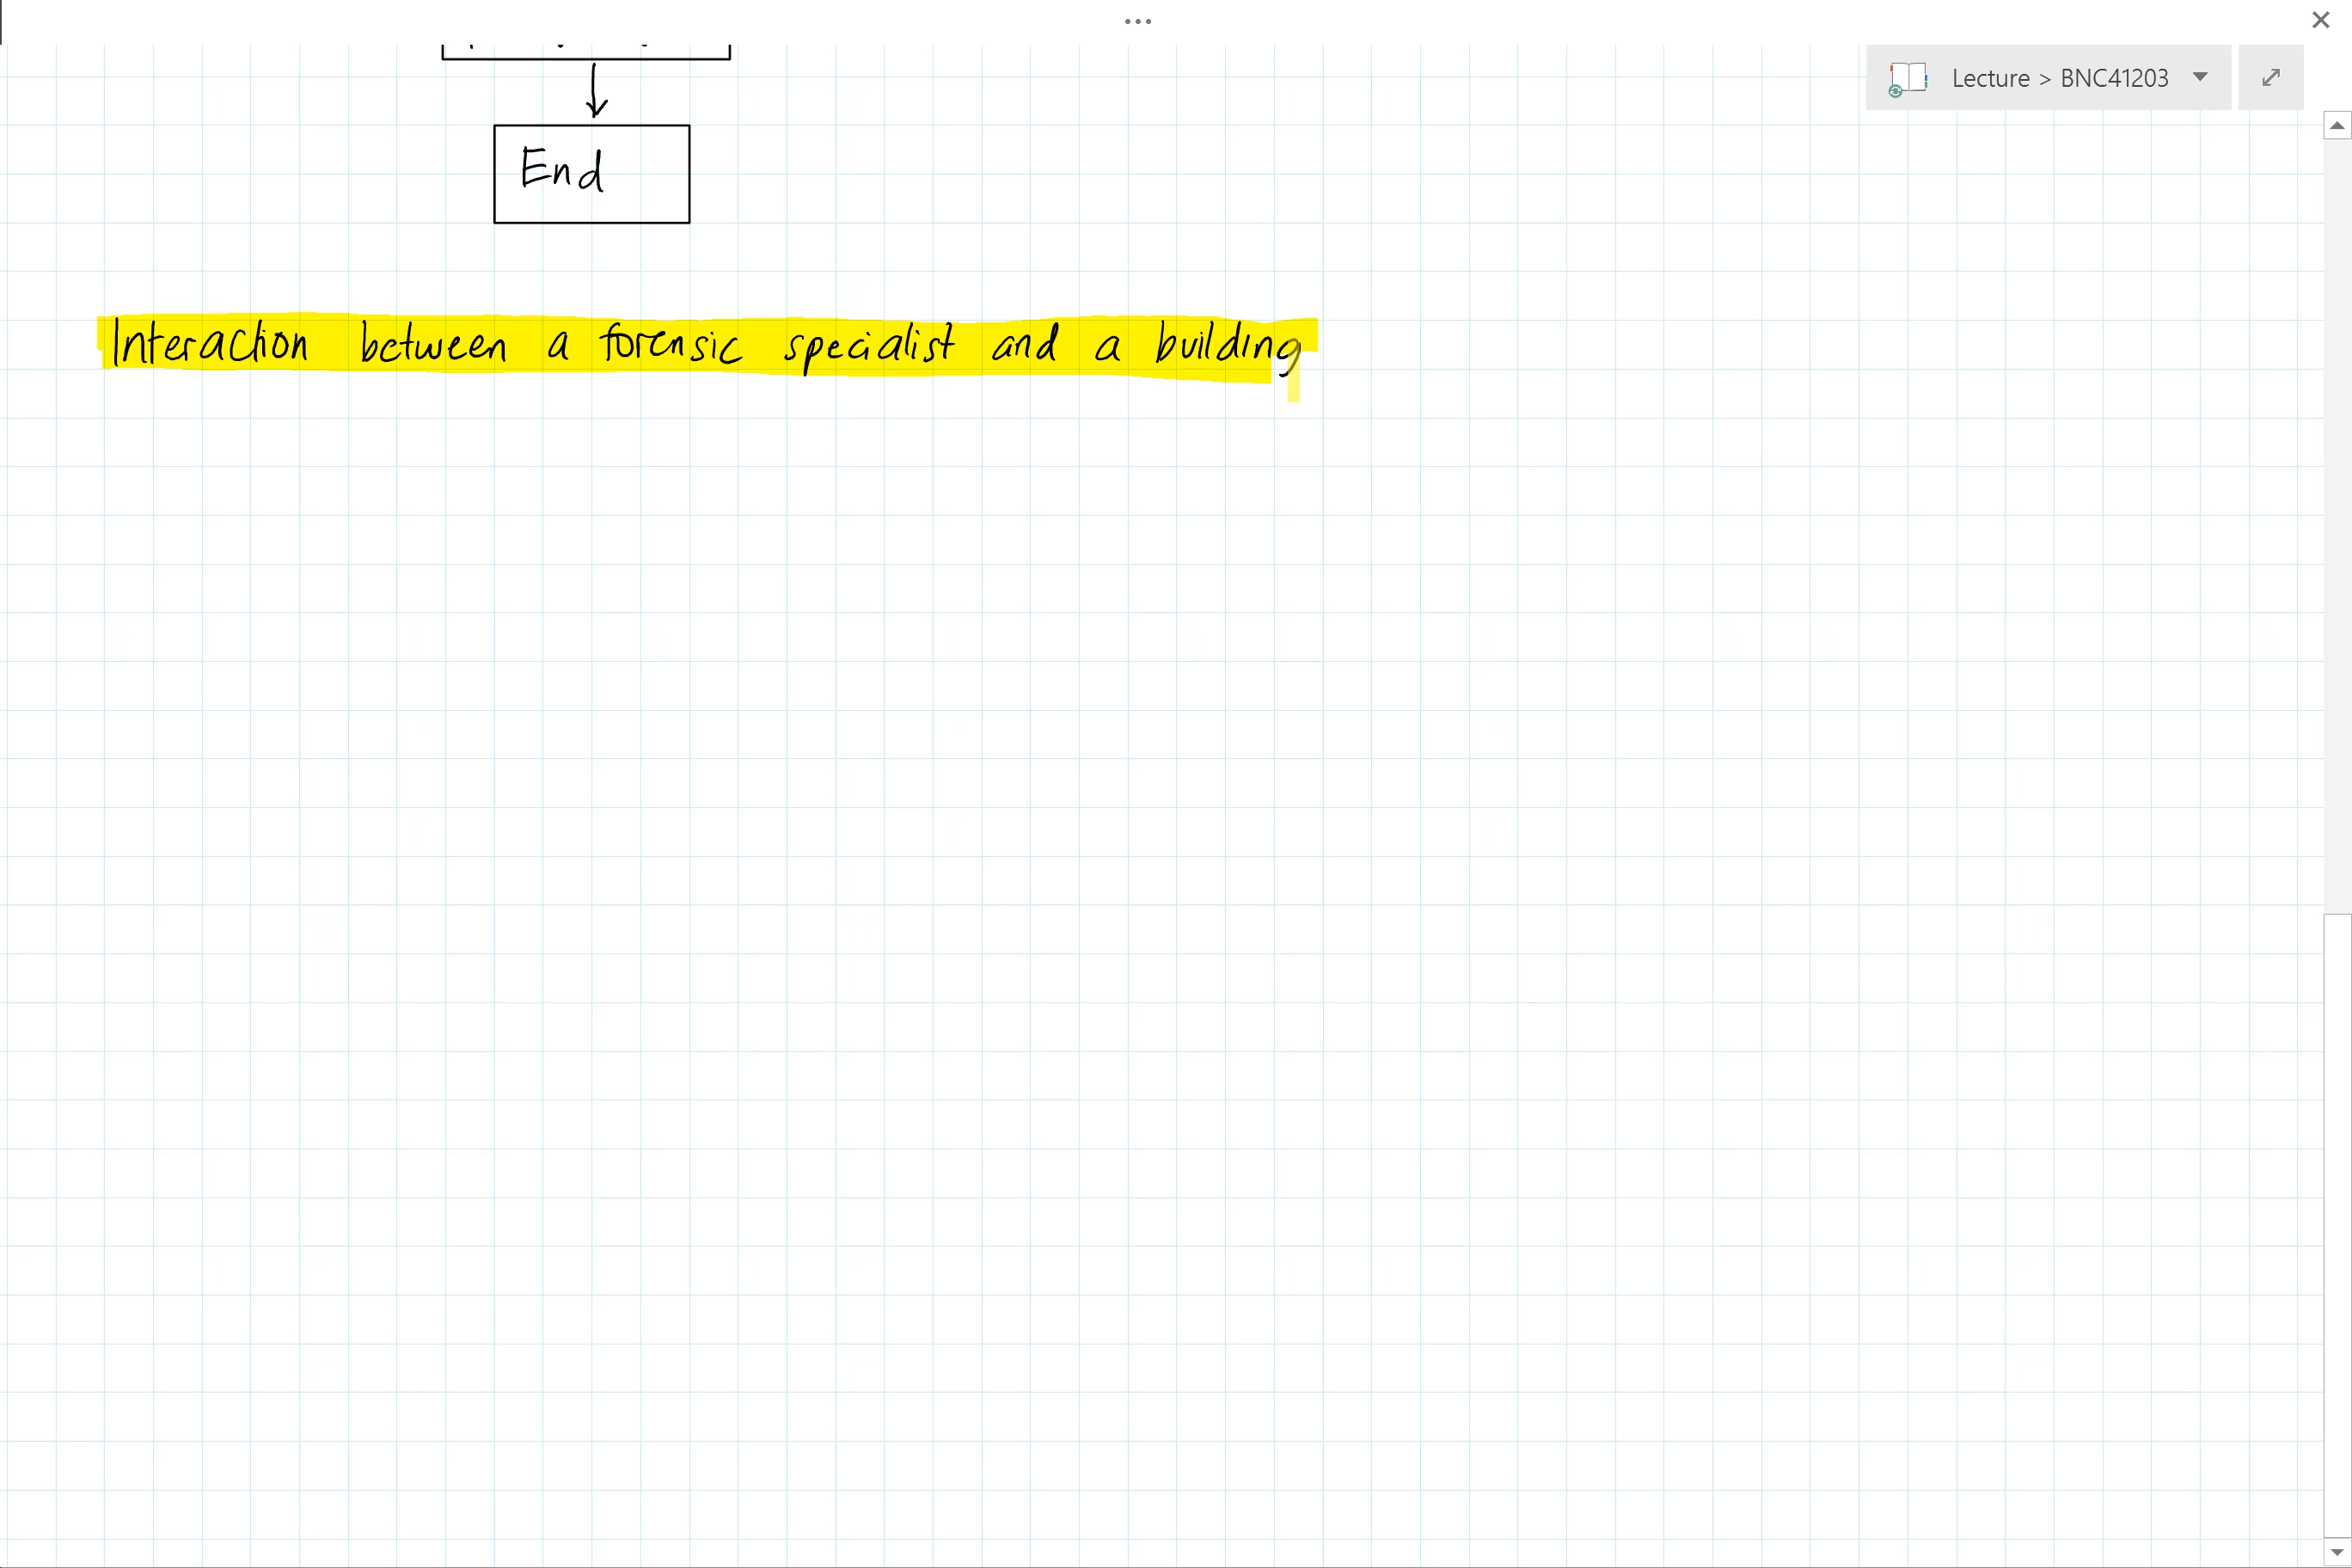 Lecture > BNC41203
End
Interaction between a forensic specialist and a building